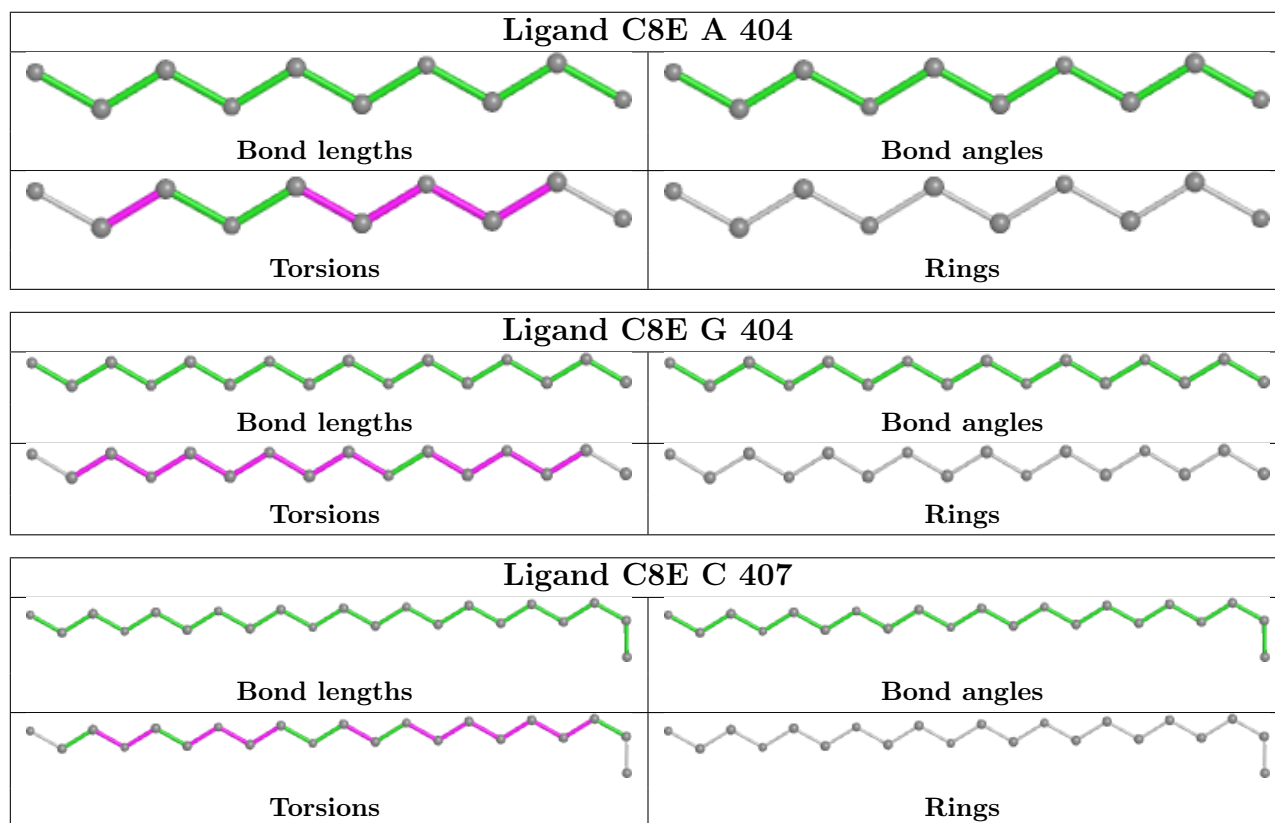 Ligand C8E A 404
Bond lengths
Bond angles
Torsions
Rings
Ligand C8E G 404
Bond lengths
Bond angles
Torsions
Rings
Ligand C8E C 407
Bond lengths
Bond angles
Torsions
Rings